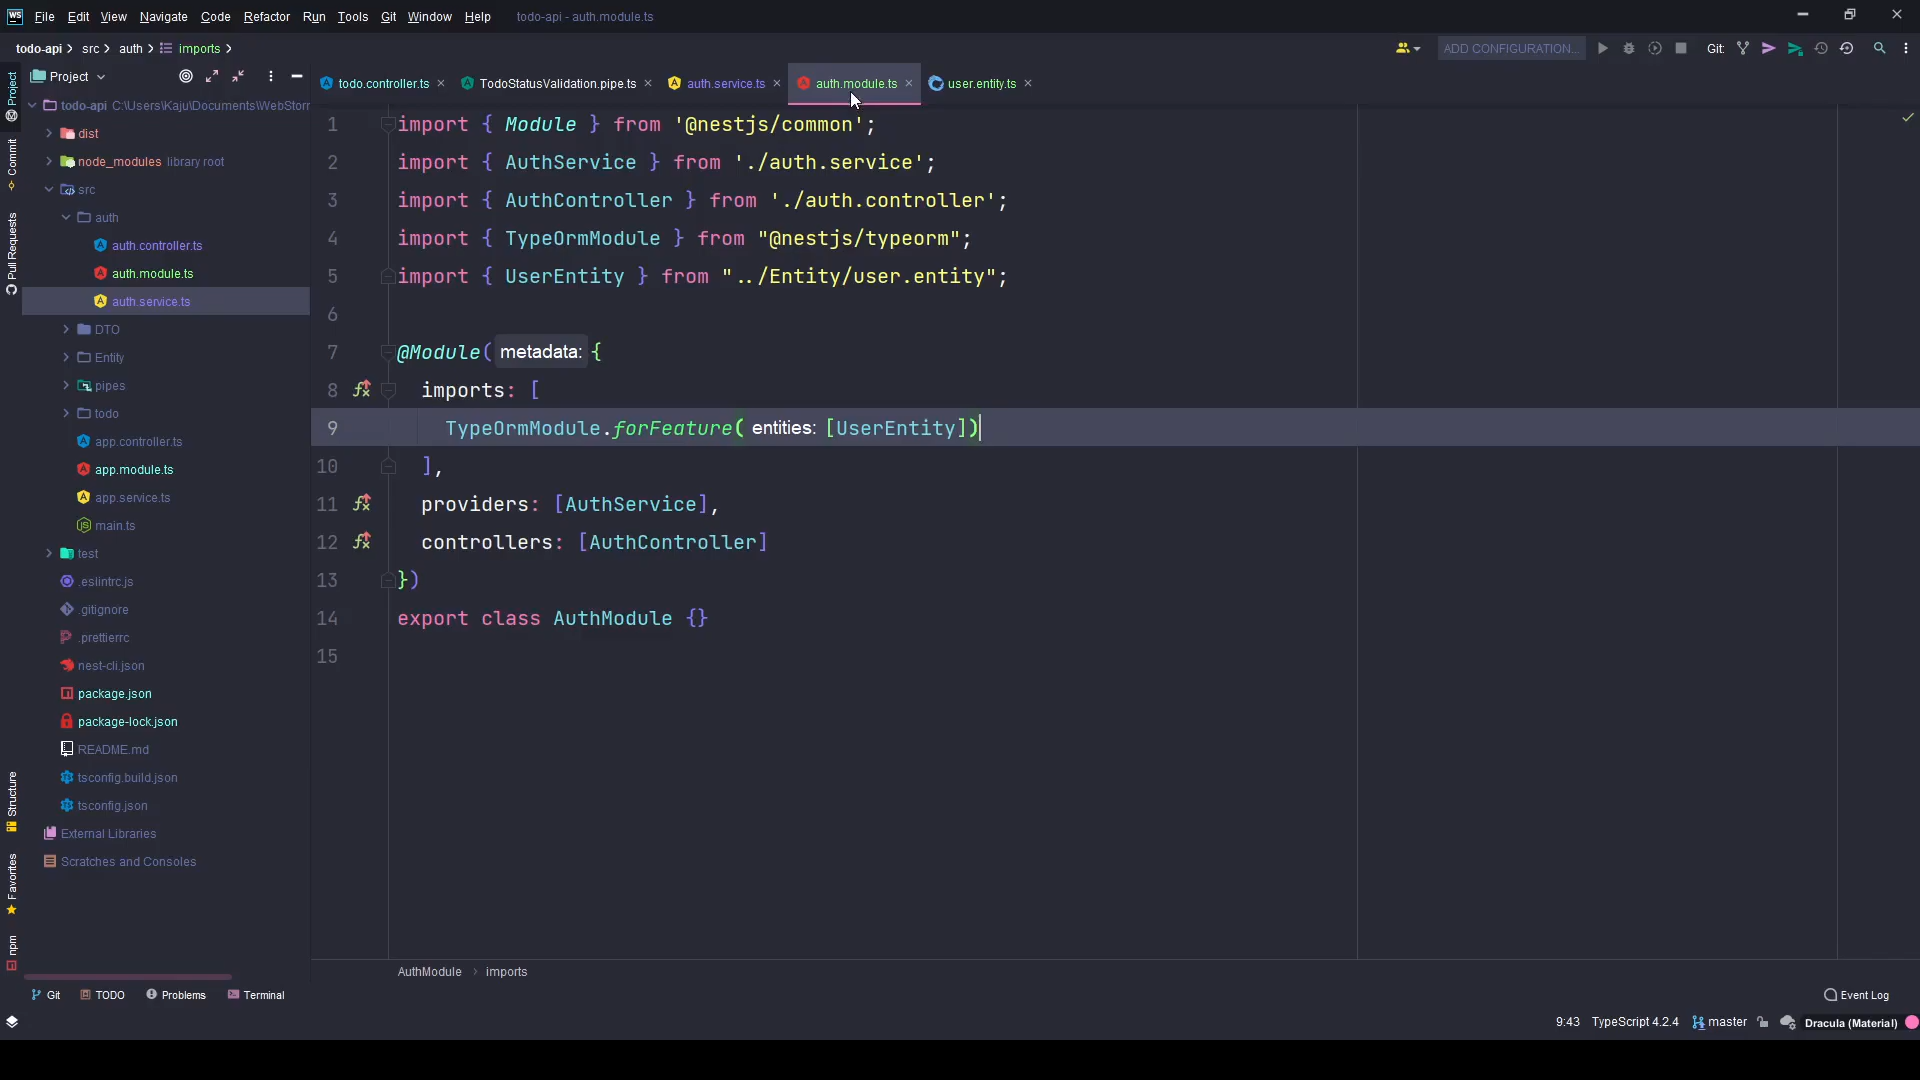 WS File Edit View Navigate Code Refactor Run Tools Git Window Help todo-api - auth.module.ts
todo-api src auth imports
ADD CONFIGURATION... Git:
Project
todo.controller.ts TodoStatusValidation.pipe.ts auth.service.ts auth.module.ts user.entity.ts
Project
Commit
Pull Requests
Structure
Favorites
npm
todo-api C:\Users\Kaju\Documents\WebStorm
dist
node_modules library root
src
auth
auth.controller.ts
auth.module.ts
auth.service.ts
DTO
Entity
pipes
todo
app.controller.ts
app.module.ts
app.service.ts
main.ts
test
.eslintrc.js
.gitignore
.prettierrc
nest-cli.json
package.json
package-lock.json
README.md
tsconfig.build.json
tsconfig.json
External Libraries
Scratches and Consoles
1 import { Module } from '@nestjs/common';
2 import { AuthService } from './auth.service';
3 import { AuthController } from './auth.controller';
4 import { TypeOrmModule } from "@nestjs/typeorm";
5 import { UserEntity } from "../Entity/user.entity";
6
7 @Module( metadata: {
8 imports: [
9 TypeOrmModule.forFeature( entities: [UserEntity])
10 ],
11 providers: [AuthService],
12 controllers: [AuthController]
13 })
14 export class AuthModule {}
15
AuthModule › imports
Git TODO Problems Terminal Event Log
9:43 TypeScript 4.2.4 master Dracula (Material)